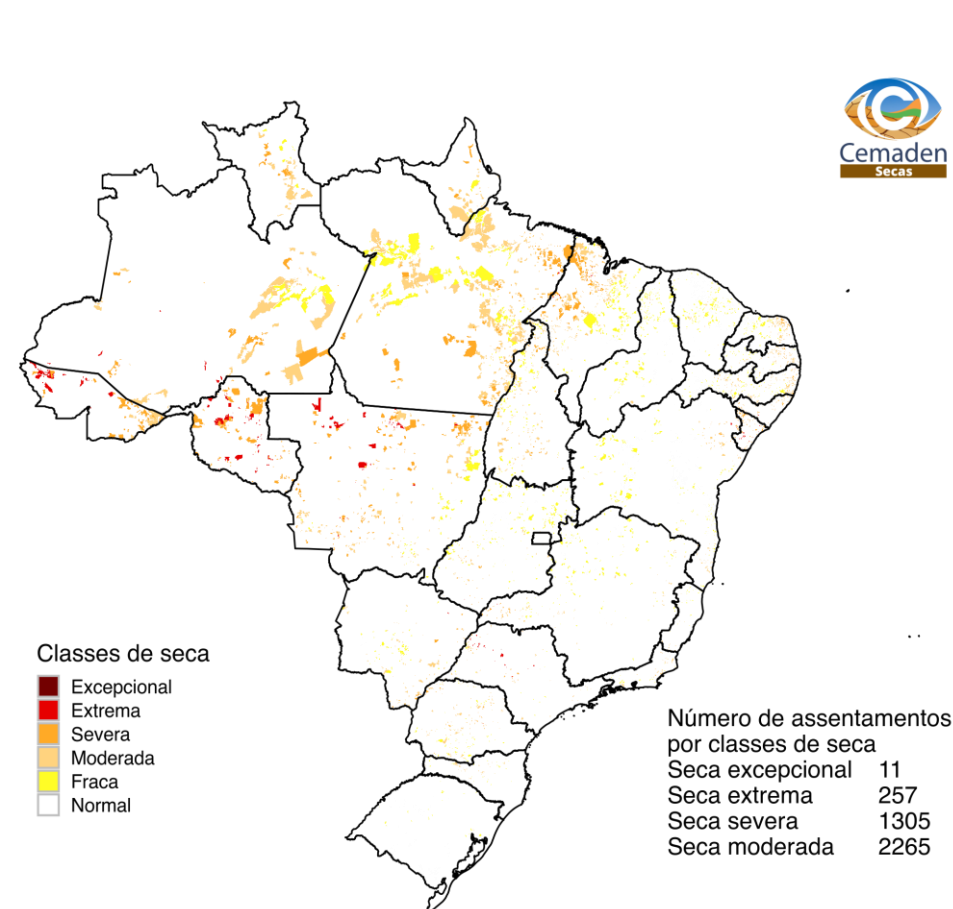 Cemaden
Secas
Classes de seca
Excepcional
Extrema
Severa
Moderada
Fraca
Normal
Número de assentamentos
por classes de seca
Seca excepcional 11
Seca extrema 257
Seca severa 1305
Seca moderada 2265